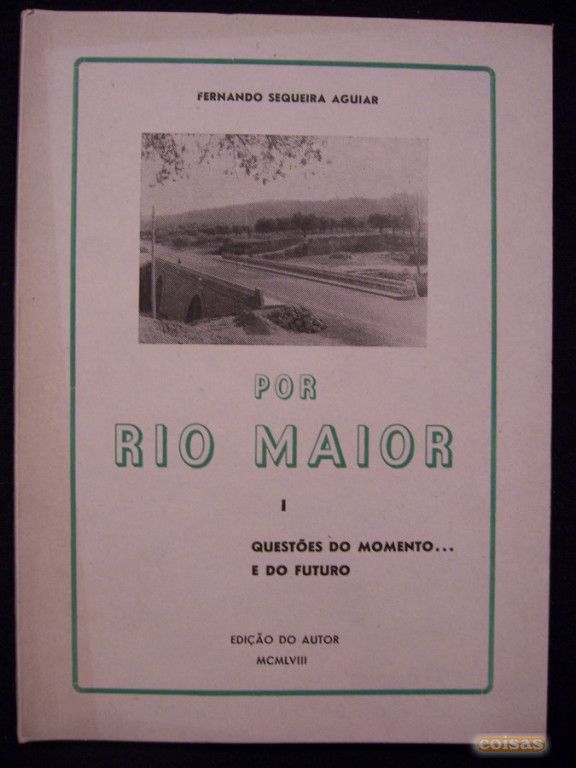 FERNANDO SEQUEIRA AGUIAR
POR
RIO MAIOR
I
QUESTÕES DO MOMENTO...
E DO FUTURO
EDIÇÃO DO AUTOR
MCMLVIII
coisas